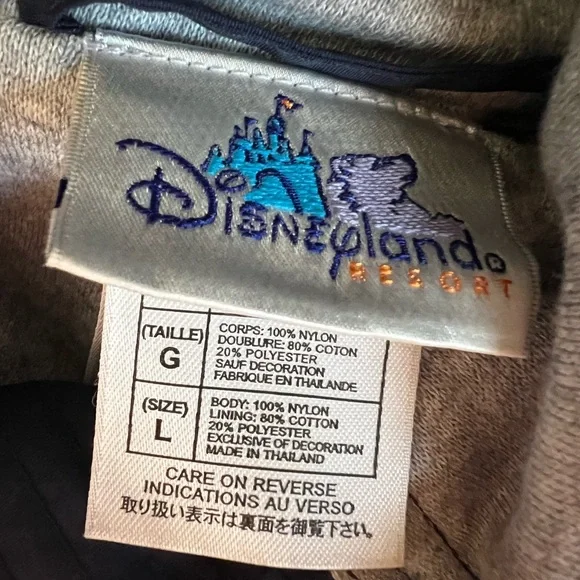 DISNEYLAND®
RESORT
(TAILLE)
G
CORPS: 100% NYLON
DOUBLURE: 80% COTON
20% POLYESTER
SAUF DECORATION
FABRIQUE EN THAILANDE
(SIZE)
L
BODY: 100% NYLON
LINING: 80% COTTON
20% POLYESTER
EXCLUSIVE OF DECORATION
MADE IN THAILAND
CARE ON REVERSE
INDICATIONS AU VERSO
取り扱い表示は裏面を御覧下さい。